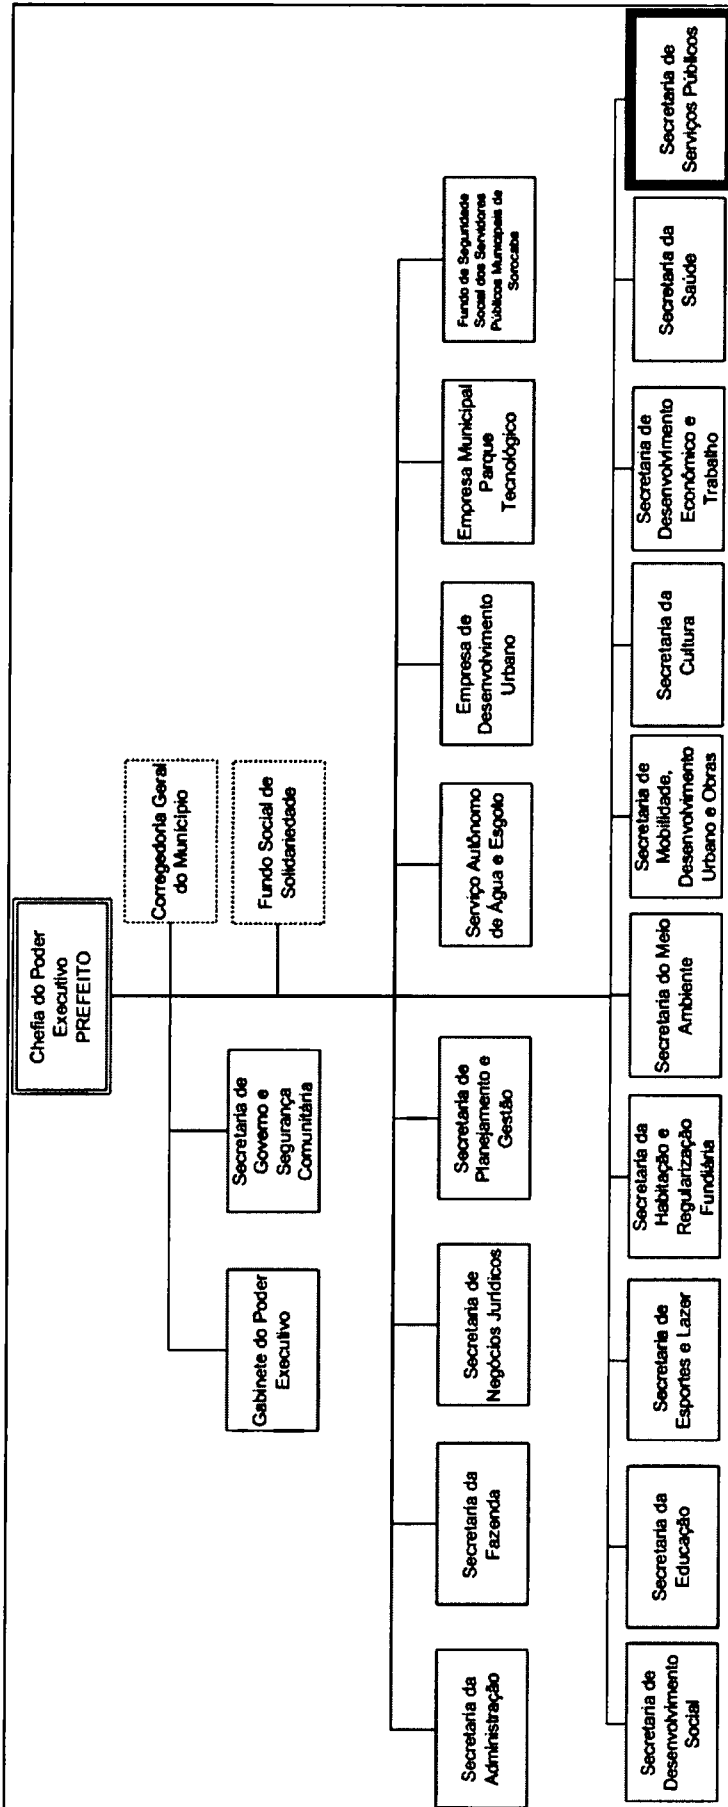 Chefia do Poder
Executivo
PREFEITO
Corregedoria Geral
do Município
Fundo Social de
Solidariedade
Gabinete do Poder
Executivo
Secretaria de
Governo e
Segurança
Comunitária
Secretaria da
Administração
Secretaria da
Fazenda
Secretaria de
Negócios Jurídicos
Secretaria de
Planejamento e
Gestão
Serviço Autônomo
de Água e Esgoto
Empresa de
Desenvolvimento
Urbano
Empresa Municipal
Parque
Tecnológico
Fundo de Seguridade
Social dos Servidores
Públicos Municipais de
Sorocaba
Secretaria de
Desenvolvimento
Social
Secretaria da
Educação
Secretaria de
Esportes e Lazer
Secretaria da
Habitação e
Regularização
Fundiária
Secretaria do Meio
Ambiente
Secretaria de
Mobilidade,
Desenvolvimento
Urbano e Obras
Secretaria da
Cultura
Secretaria de
Desenvolvimento
Econômico e
Trabalho
Secretaria da
Saúde
Secretaria de
Serviços Públicos